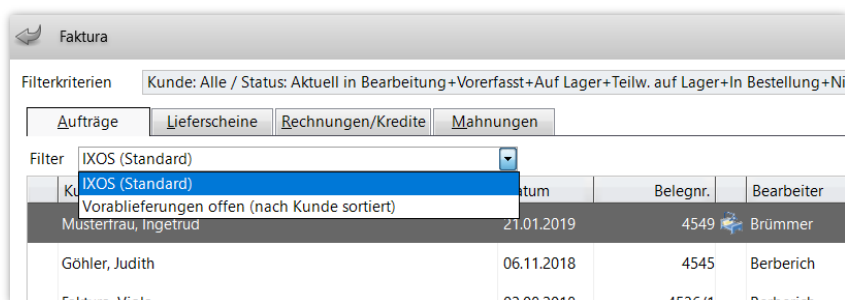 Faktura
Filterkriterien Kunde: Alle / Status: Aktuell in Bearbeitung+Vorerfasst+Auf Lager+Teilw. auf Lager+In Bestellung+Ni
Aufträge Lieferscheine Rechnungen/Kredite Mahnungen
Filter IXOS (Standard)
IXOS (Standard)
Vorablieferungen offen (nach Kunde sortiert)
Ku tum Belegnr. Bearbeiter
Musterfrau, Ingetrud 21.01.2019 4549 Brümmer
Göhler, Judith 06.11.2018 4545 Berberich